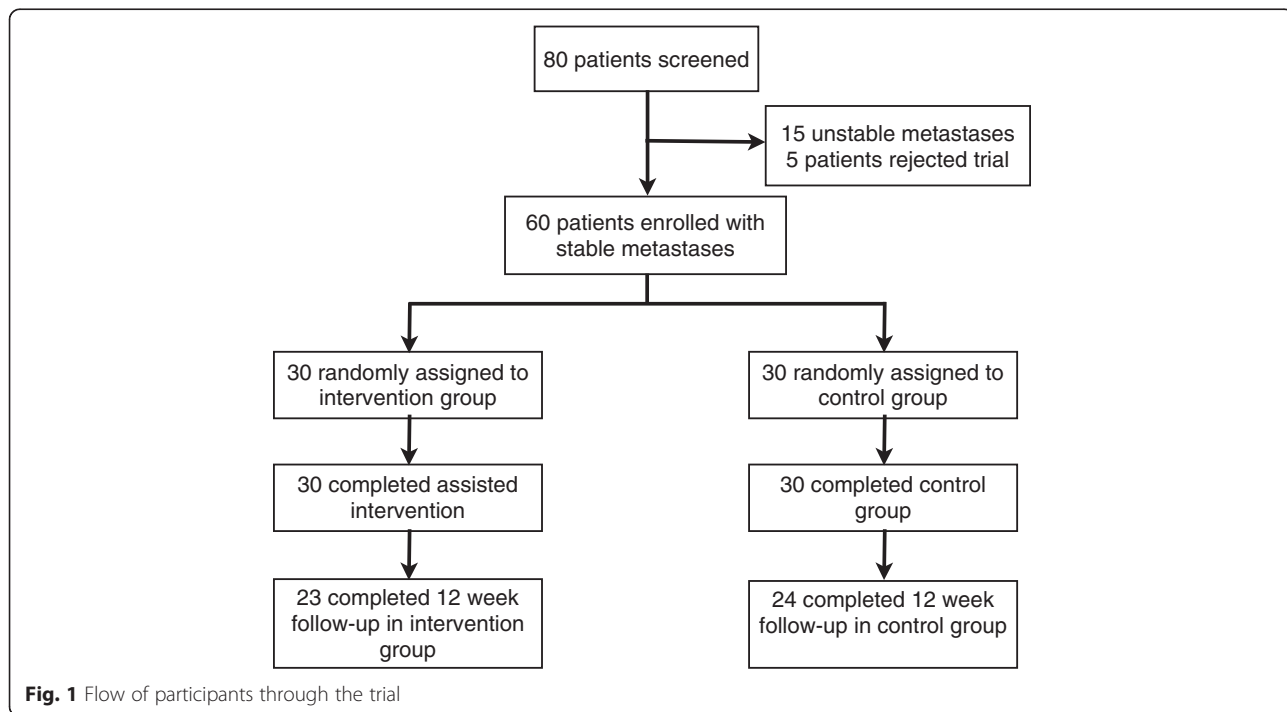 80 patients screened
15 unstable metastases
5 patients rejected trial
60 patients enrolled with
stable metastases
30 randomly assigned to
intervention group
30 randomly assigned to
control group
30 completed assisted
intervention
30 completed control
group
23 completed 12 week
follow-up in intervention
group
24 completed 12 week
follow-up in control group
Fig. 1 Flow of participants through the trial